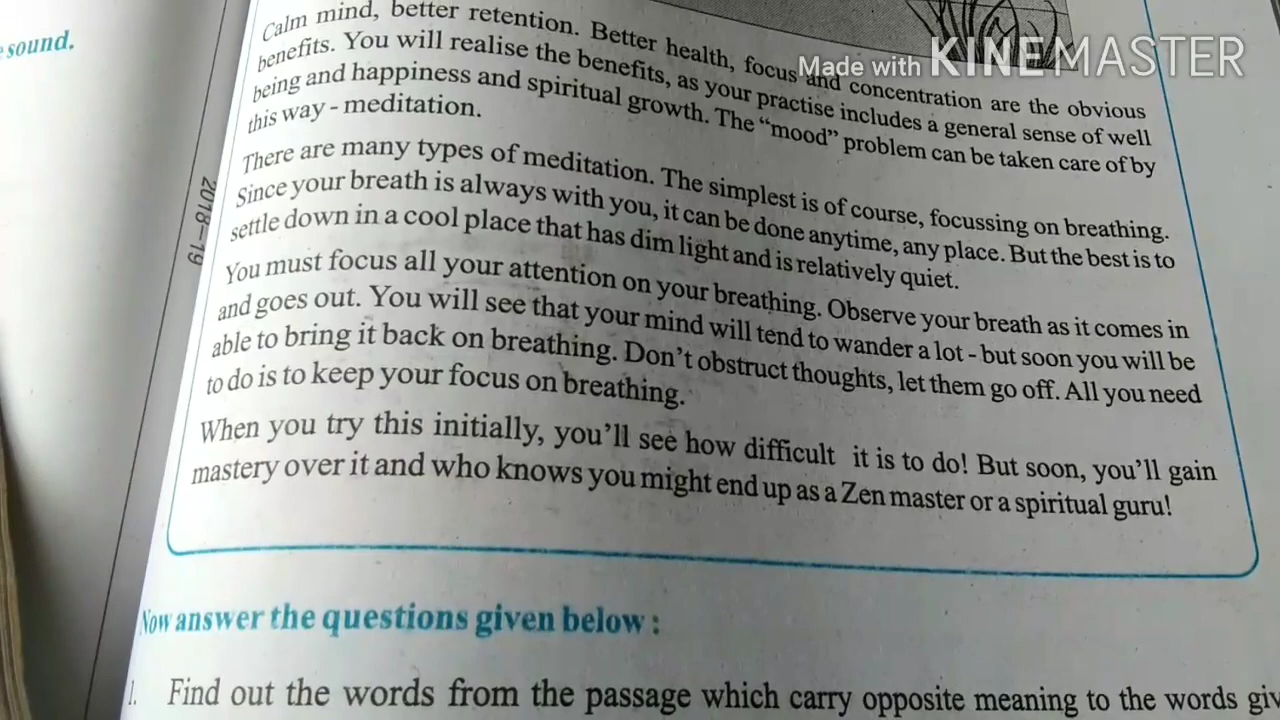 sound.
Made with KINEMASTER
Calm mind, better retention. Better health, focus and concentration are the obvious
benefits. You will realise the benefits, as your practise includes a general sense of well
being and happiness and spiritual growth. The “mood” problem can be taken care of by
this way - meditation.
There are many types of meditation. The simplest is of course, focussing on breathing.
Since your breath is always with you, it can be done anytime, any place. But the best is to
settle down in a cool place that has dim light and is relatively quiet.
You must focus all your attention on your breathing. Observe your breath as it comes in
and goes out. You will see that your mind will tend to wander a lot - but soon you will be
able to bring it back on breathing. Don’t obstruct thoughts, let them go off. All you need
to do is to keep your focus on breathing.
When you try this initially, you’ll see how difficult it is to do! But soon, you’ll gain
mastery over it and who knows you might end up as a Zen master or a spiritual guru!
2018-19
Now answer the questions given below :
1. Find out the words from the passage which carry opposite meaning to the words giv